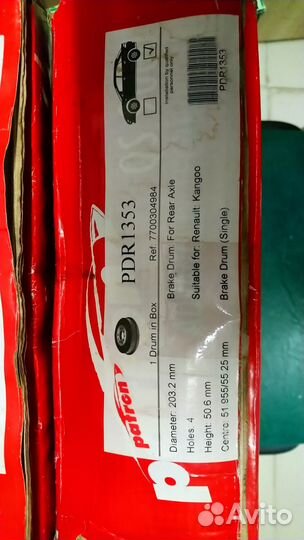 PDR1353
Installation by qualified
personnel only
PDR1353
1 Drum in Box Ref. 7700304984
Brake Drum. For Rear Axle
Suitable for: Renault: Kangoo
Brake Drum (Single)
patron
Diameter: 203.2 mm
Holes: 4
Height: 50.6 mm
Centro: 51.955/55.25 mm
p
Avito